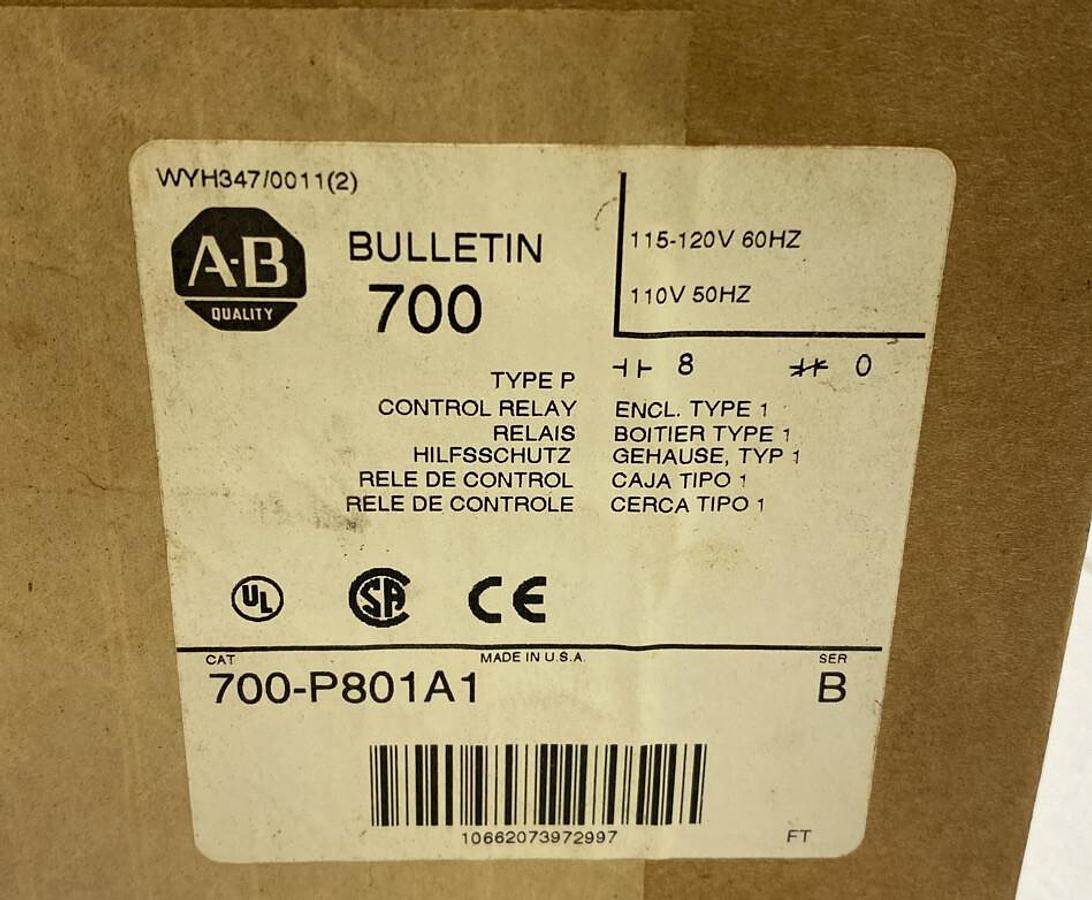 WYH347/0011(2)
A-B
QUALITY
BULLETIN
700
115-120V 60HZ
110V 50HZ
8 0
TYPE P
CONTROL RELAY ENCL. TYPE 1
RELAIS BOITIER TYPE 1
HILFSSCHUTZ GEHAUSE, TYP 1
RELE DE CONTROL CAJA TIPO 1
RELE DE CONTROLE CERCA TIPO 1
UL SA CE
CAT MADE IN U.S.A. SER
700-P801A1 B
10662073972997 FT